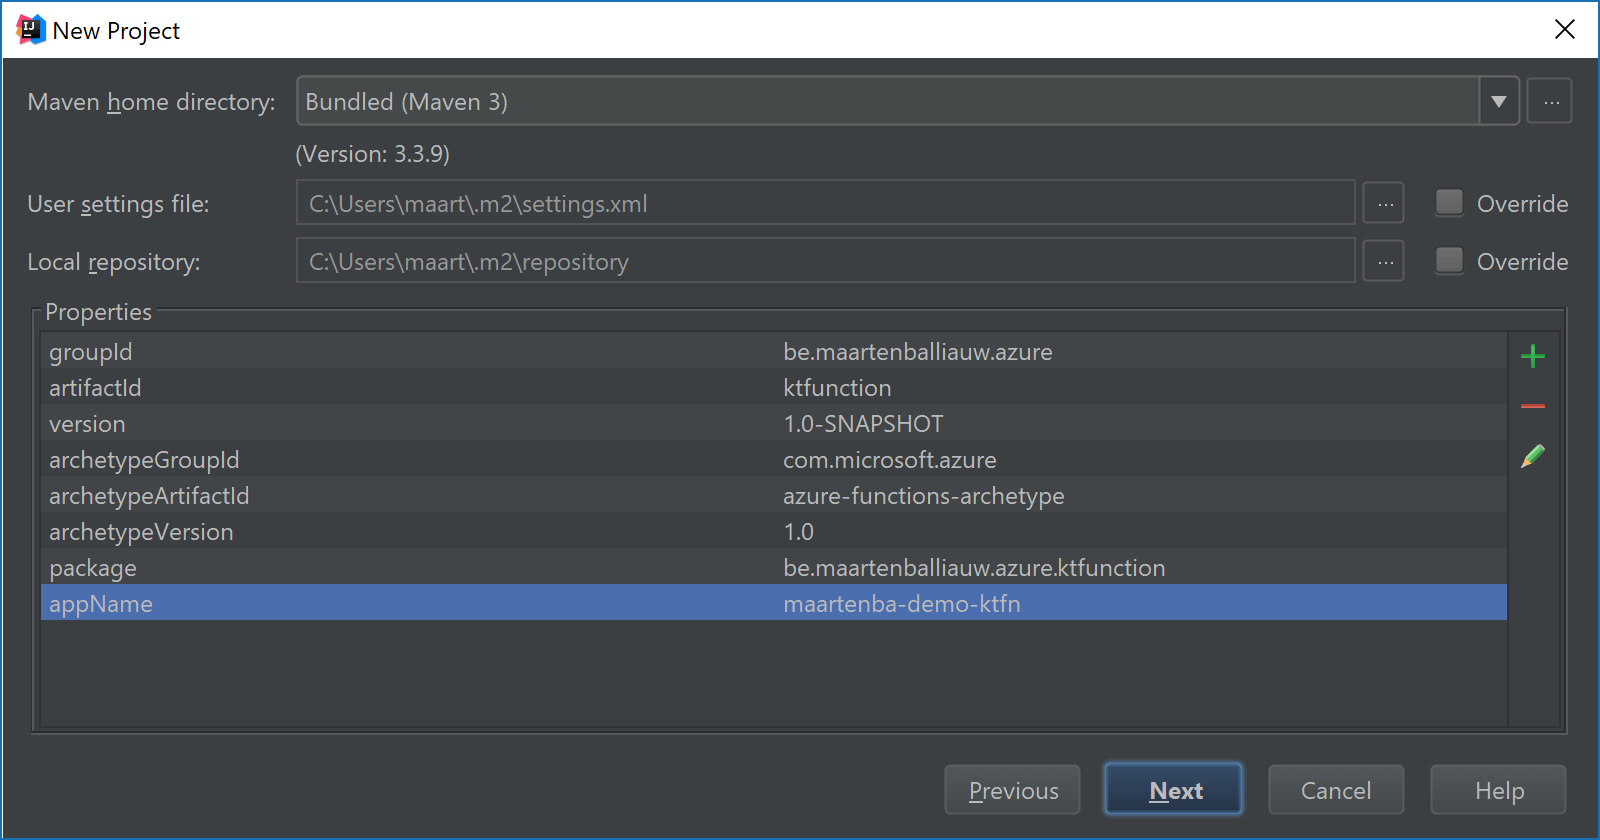 IJ
New Project
Maven home directory: Bundled (Maven 3) ...
(Version: 3.3.9)
User settings file: C:\Users\maart\.m2\settings.xml ... Override
Local repository: C:\Users\maart\.m2\repository ... Override
Properties
groupId be.maartenballiauw.azure
artifactId ktfunction
version 1.0-SNAPSHOT
archetypeGroupId com.microsoft.azure
archetypeArtifactId azure-functions-archetype
archetypeVersion 1.0
package be.maartenballiauw.azure.ktfunction
appName maartenba-demo-ktfn
Previous Next Cancel Help